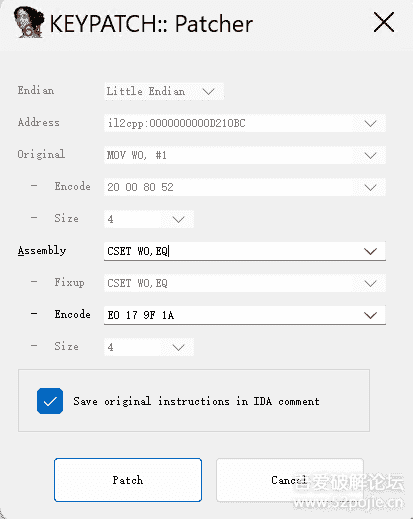 KEYPATCH:: Patcher
Endian Little Endian
Address il2cpp:0000000000D210BC
Original MOV W0, #1
- Encode 20 00 80 52
- Size 4
Assembly CSET W0,EQ
- Fixup CSET W0,EQ
- Encode E0 17 9F 1A
- Size 4
Save original instructions in IDA comment
Patch Cancel
吾爱破解论坛
www.52pojie.cn